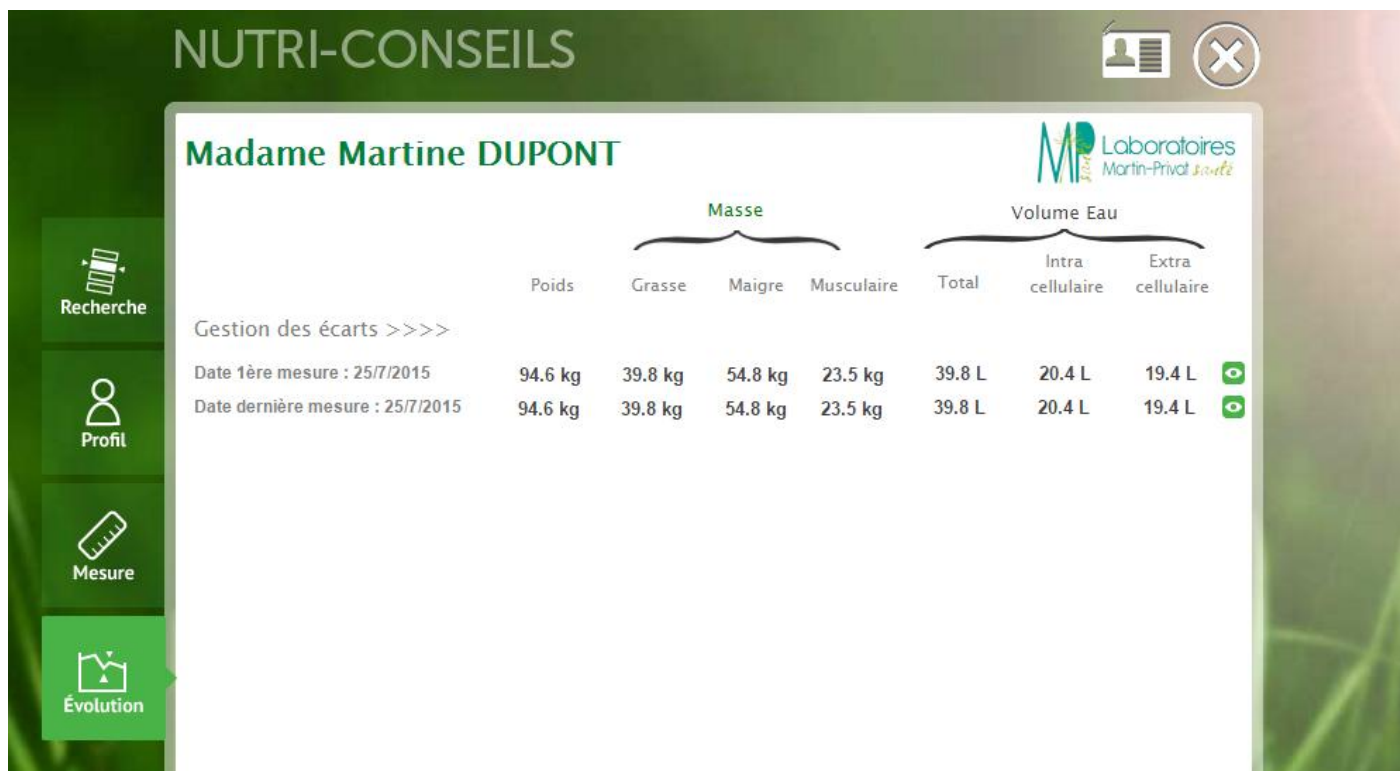 NUTRI-CONSEILS
Madame Martine DUPONT
MP santé Laboratoires
Martin-Privat santé
Masse Volume Eau
Poids Grasse Maigre Musculaire Total Intra cellulaire Extra cellulaire
Gestion des écarts >>>>
Date 1ère mesure : 25/7/2015 94.6 kg 39.8 kg 54.8 kg 23.5 kg 39.8 L 20.4 L 19.4 L
Date dernière mesure : 25/7/2015 94.6 kg 39.8 kg 54.8 kg 23.5 kg 39.8 L 20.4 L 19.4 L
Recherche
Profil
Mesure
Évolution